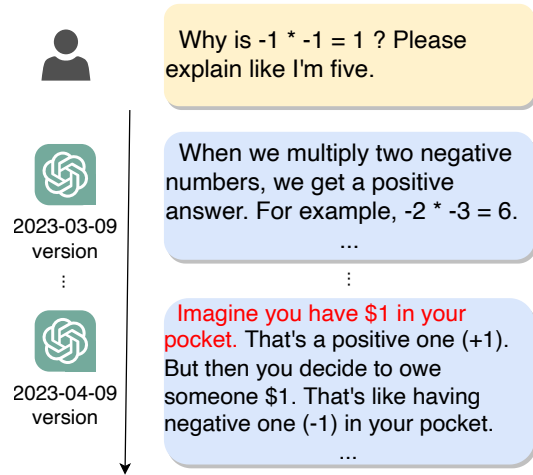 Why is -1 * -1 = 1 ? Please
explain like I'm five.
When we multiply two negative
numbers, we get a positive
answer. For example, -2 * -3 = 6.
...
2023-03-09
version
...
...
Imagine you have $1 in your
pocket. That's a positive one (+1).
But then you decide to owe
someone $1. That's like having
negative one (-1) in your pocket.
...
2023-04-09
version